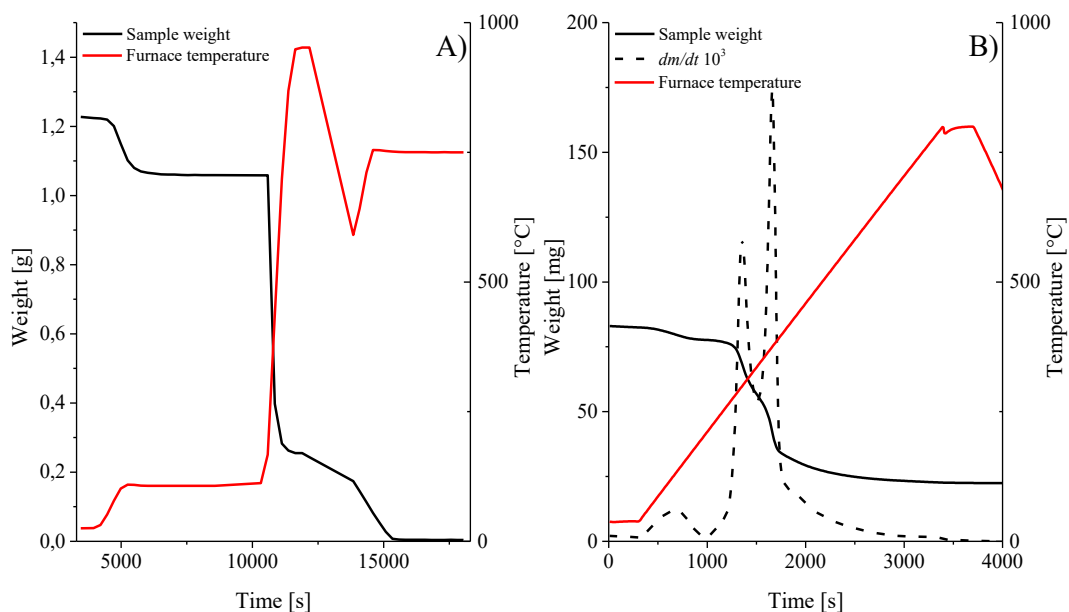 Sample weight
Furnace temperature
A)
1,4
1,2
1,0
0,8
0,6
0,4
0,2
0,0
Weight [g]
5000
10000
15000
Time [s]
1000
500
0
Temperature [°C]
Sample weight
dm/dt 10³
Furnace temperature
B)
200
150
100
50
0
Weight [mg]
0
1000
2000
3000
4000
Time [s]
1000
500
0
Temperature [°C]